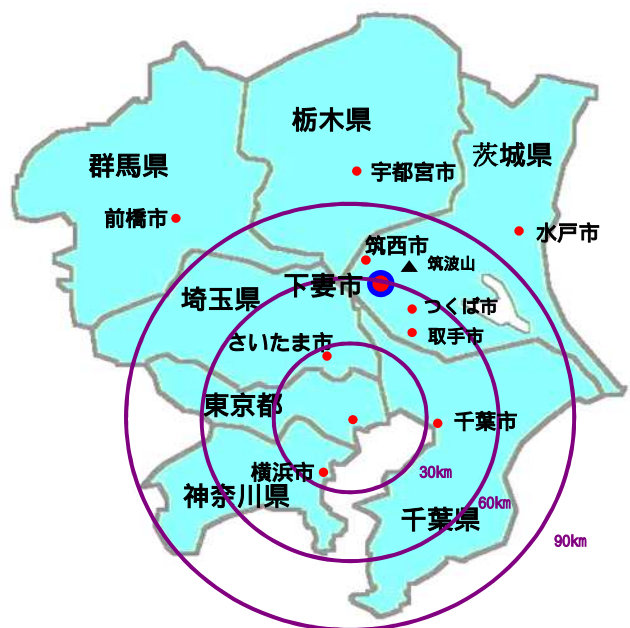 栃木県
群馬県
茨城県
宇都宮市
前橋市
水戸市
筑西市
筑波山
下妻市
埼玉県
つくば市
さいたま市
取手市
東京都
千葉市
横浜市
30km
神奈川県
60km
千葉県
90km